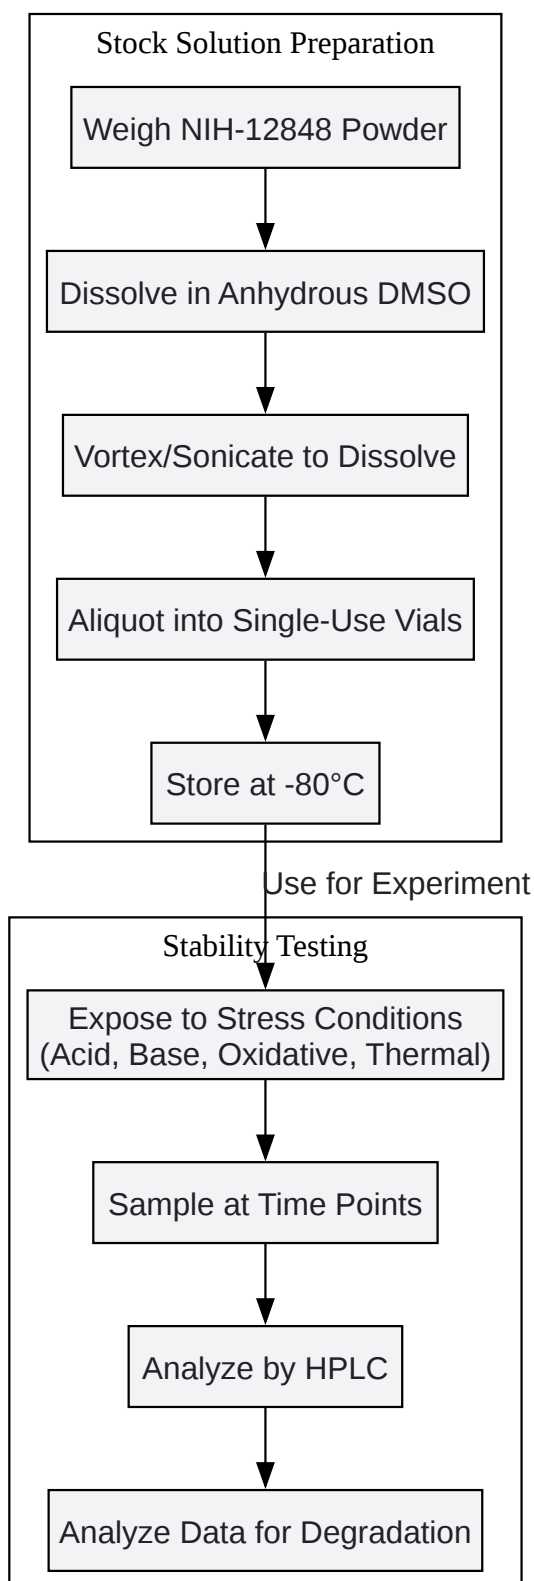 Stock Solution Preparation
Weigh NIH-12848 Powder
Dissolve in Anhydrous DMSO
Vortex/Sonicate to Dissolve
Aliquot into Single-Use Vials
Store at -80°C
Use for Experiment
Stability Testing
Expose to Stress Conditions
(Acid, Base, Oxidative, Thermal)
Sample at Time Points
Analyze by HPLC
Analyze Data for Degradation